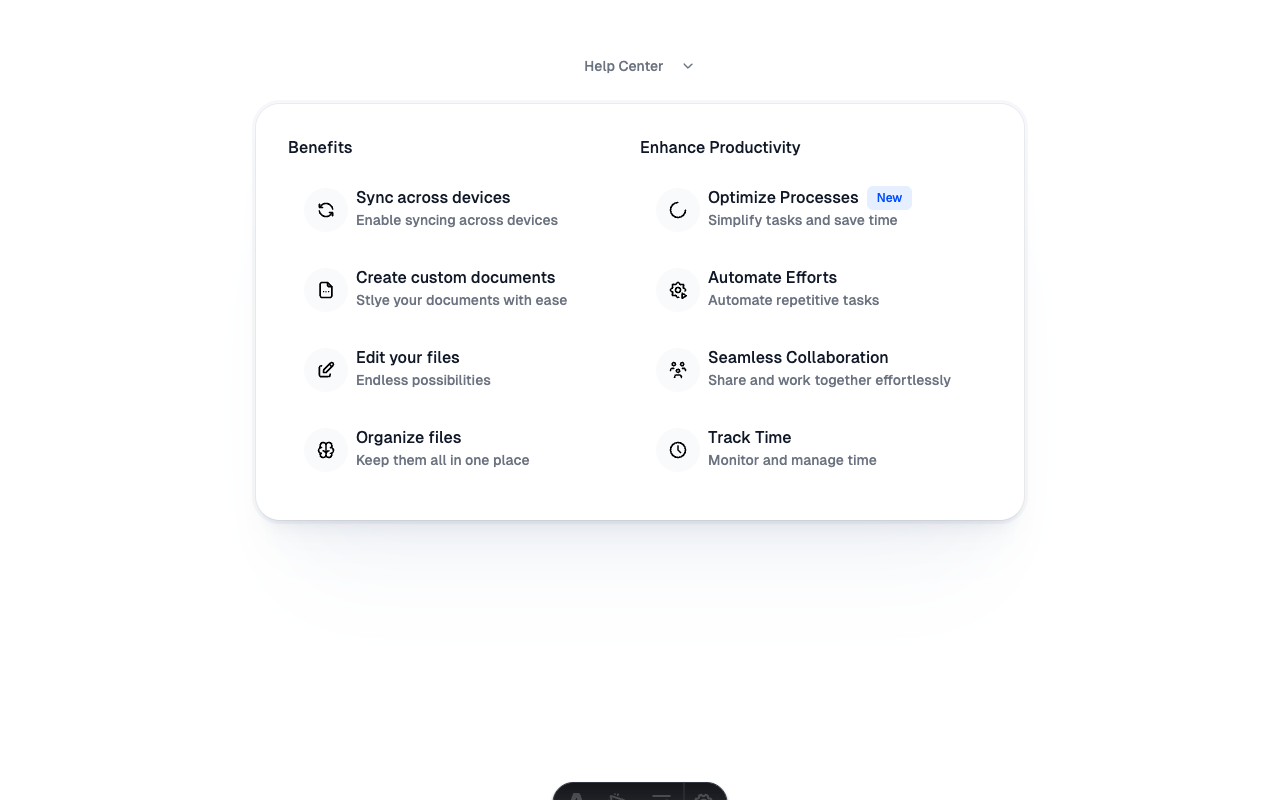 Help Center
Benefits
Sync across devices
Enable syncing across devices
Create custom documents
Stlye your documents with ease
Edit your files
Endless possibilities
Organize files
Keep them all in one place
Enhance Productivity
Optimize Processes New
Simplify tasks and save time
Automate Efforts
Automate repetitive tasks
Seamless Collaboration
Share and work together effortlessly
Track Time
Monitor and manage time